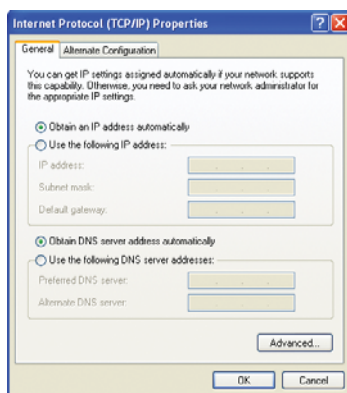 Internet Protocol (TCP/IP) Properties
General
Alternate Configuration
You can get IP settings assigned automatically if your network supports
this capability. Otherwise, you need to ask your network administrator for
the appropriate IP settings.
Obtain an IP address automatically
Use the following IP address:
IP address:
Subnet mask:
Default gateway:
Obtain DNS server address automatically
Use the following DNS server addresses:
Preferred DNS server:
Alternate DNS server:
Advanced...
OK
Cancel